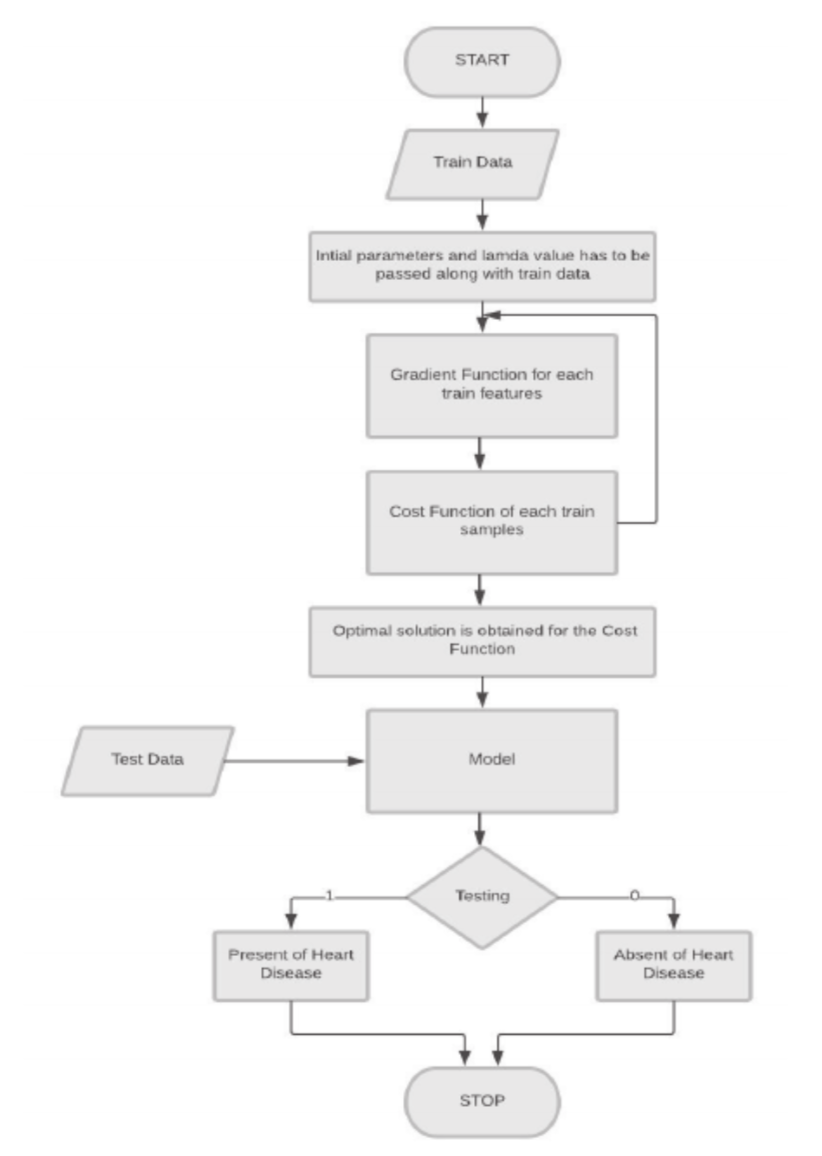 START
Train Data
Intial parameters and lamda value has to be
passed along with train data
Gradient Function for each
train features
Cost Function of each train
samples
Optimal solution is obtained for the Cost
Function
Test Data
Model
Testing
1
0
Present of Heart
Disease
Absent of Heart
Disease
STOP